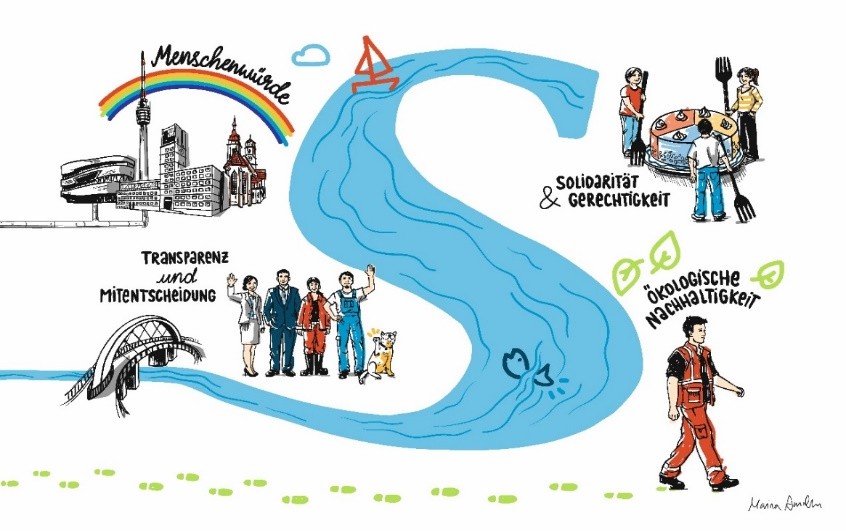 Menschenwürde
SOLIDARITÄT
& GERECHTIGKEIT
TRANSPARENZ
und
MITENTSCHEIDUNG
ÖKOLOGISCHE
NACHHALTIGKEIT